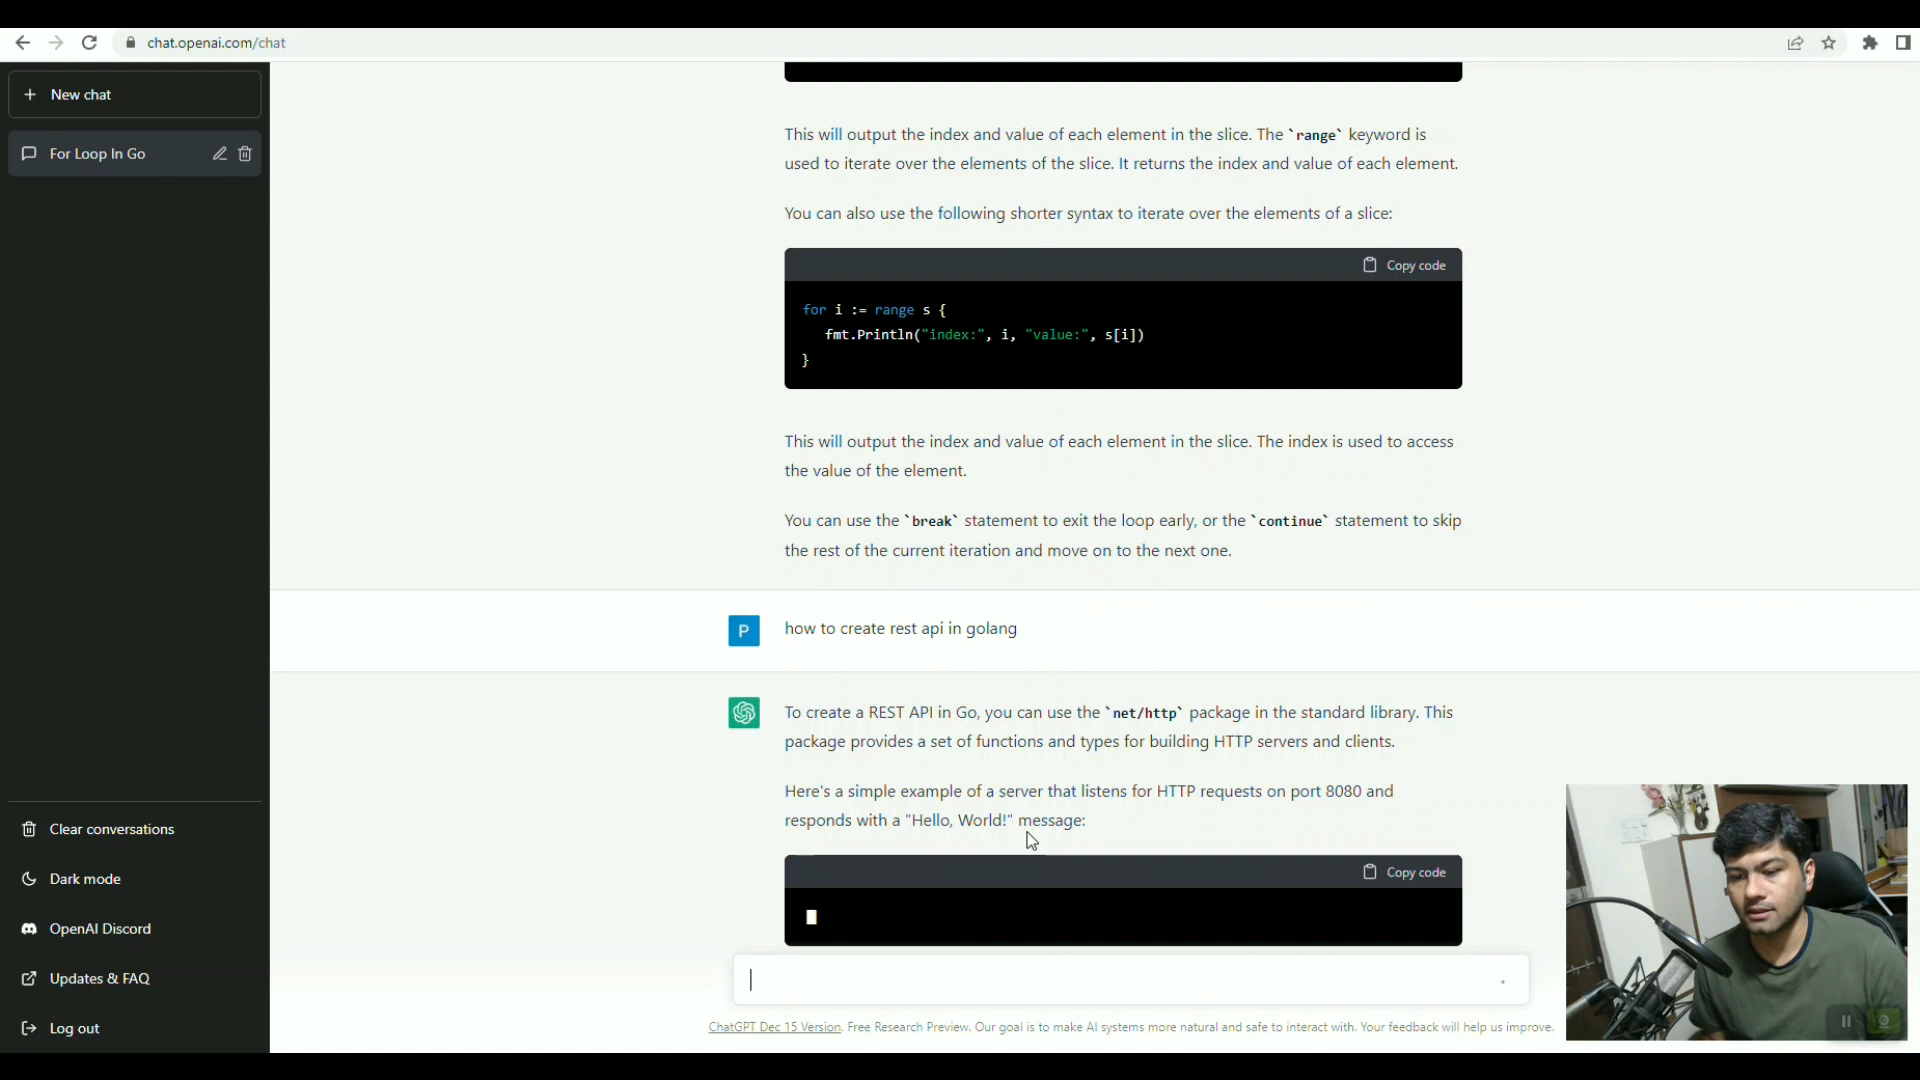 chat.openai.com/chat
New chat
For Loop In Go
This will output the index and value of each element in the slice. The `range` keyword is
used to iterate over the elements of the slice. It returns the index and value of each element.
You can also use the following shorter syntax to iterate over the elements of a slice:
Copy code
for i := range s {
fmt.Println("index:", i, "value:", s[i])
}
This will output the index and value of each element in the slice. The index is used to access
the value of the element.
You can use the `break` statement to exit the loop early, or the `continue` statement to skip
the rest of the current iteration and move on to the next one.
P
how to create rest api in golang
To create a REST API in Go, you can use the `net/http` package in the standard library. This
package provides a set of functions and types for building HTTP servers and clients.
Here's a simple example of a server that listens for HTTP requests on port 8080 and
responds with a "Hello, World!" message:
Copy code
Clear conversations
Dark mode
OpenAI Discord
Updates & FAQ
Log out
ChatGPT Dec 15 Version. Free Research Preview. Our goal is to make AI systems more natural and safe to interact with. Your feedback will help us improve.